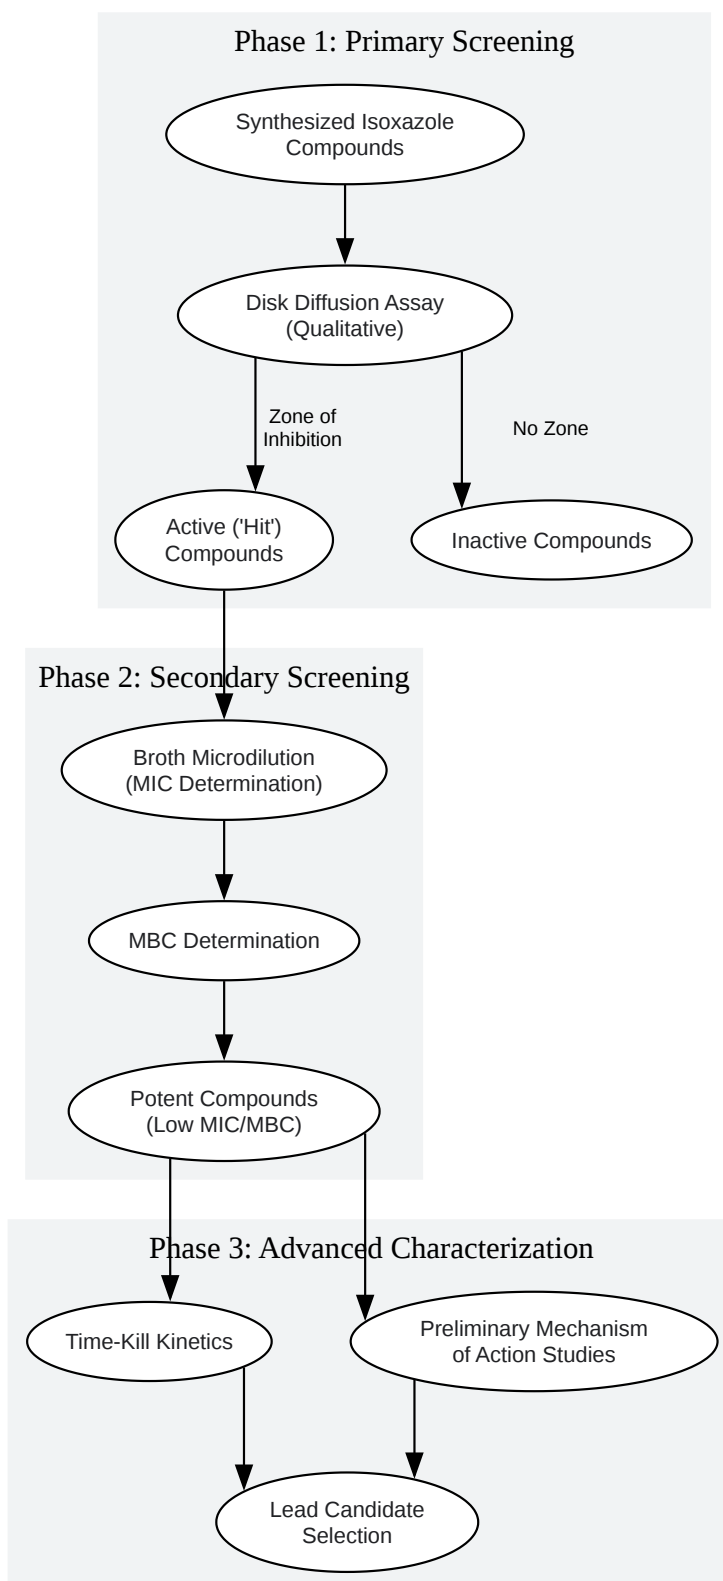 Phase 1: Primary Screening
Synthesized Isoxazole
Compounds
Disk Diffusion Assay
(Qualitative)
Zone of
Inhibition
No Zone
Active ('Hit')
Compounds
Inactive Compounds
Phase 2: Secondary Screening
Broth Microdilution
(MIC Determination)
MBC Determination
Potent Compounds
(Low MIC/MBC)
Phase 3: Advanced Characterization
Time-Kill Kinetics
Preliminary Mechanism
of Action Studies
Lead Candidate
Selection